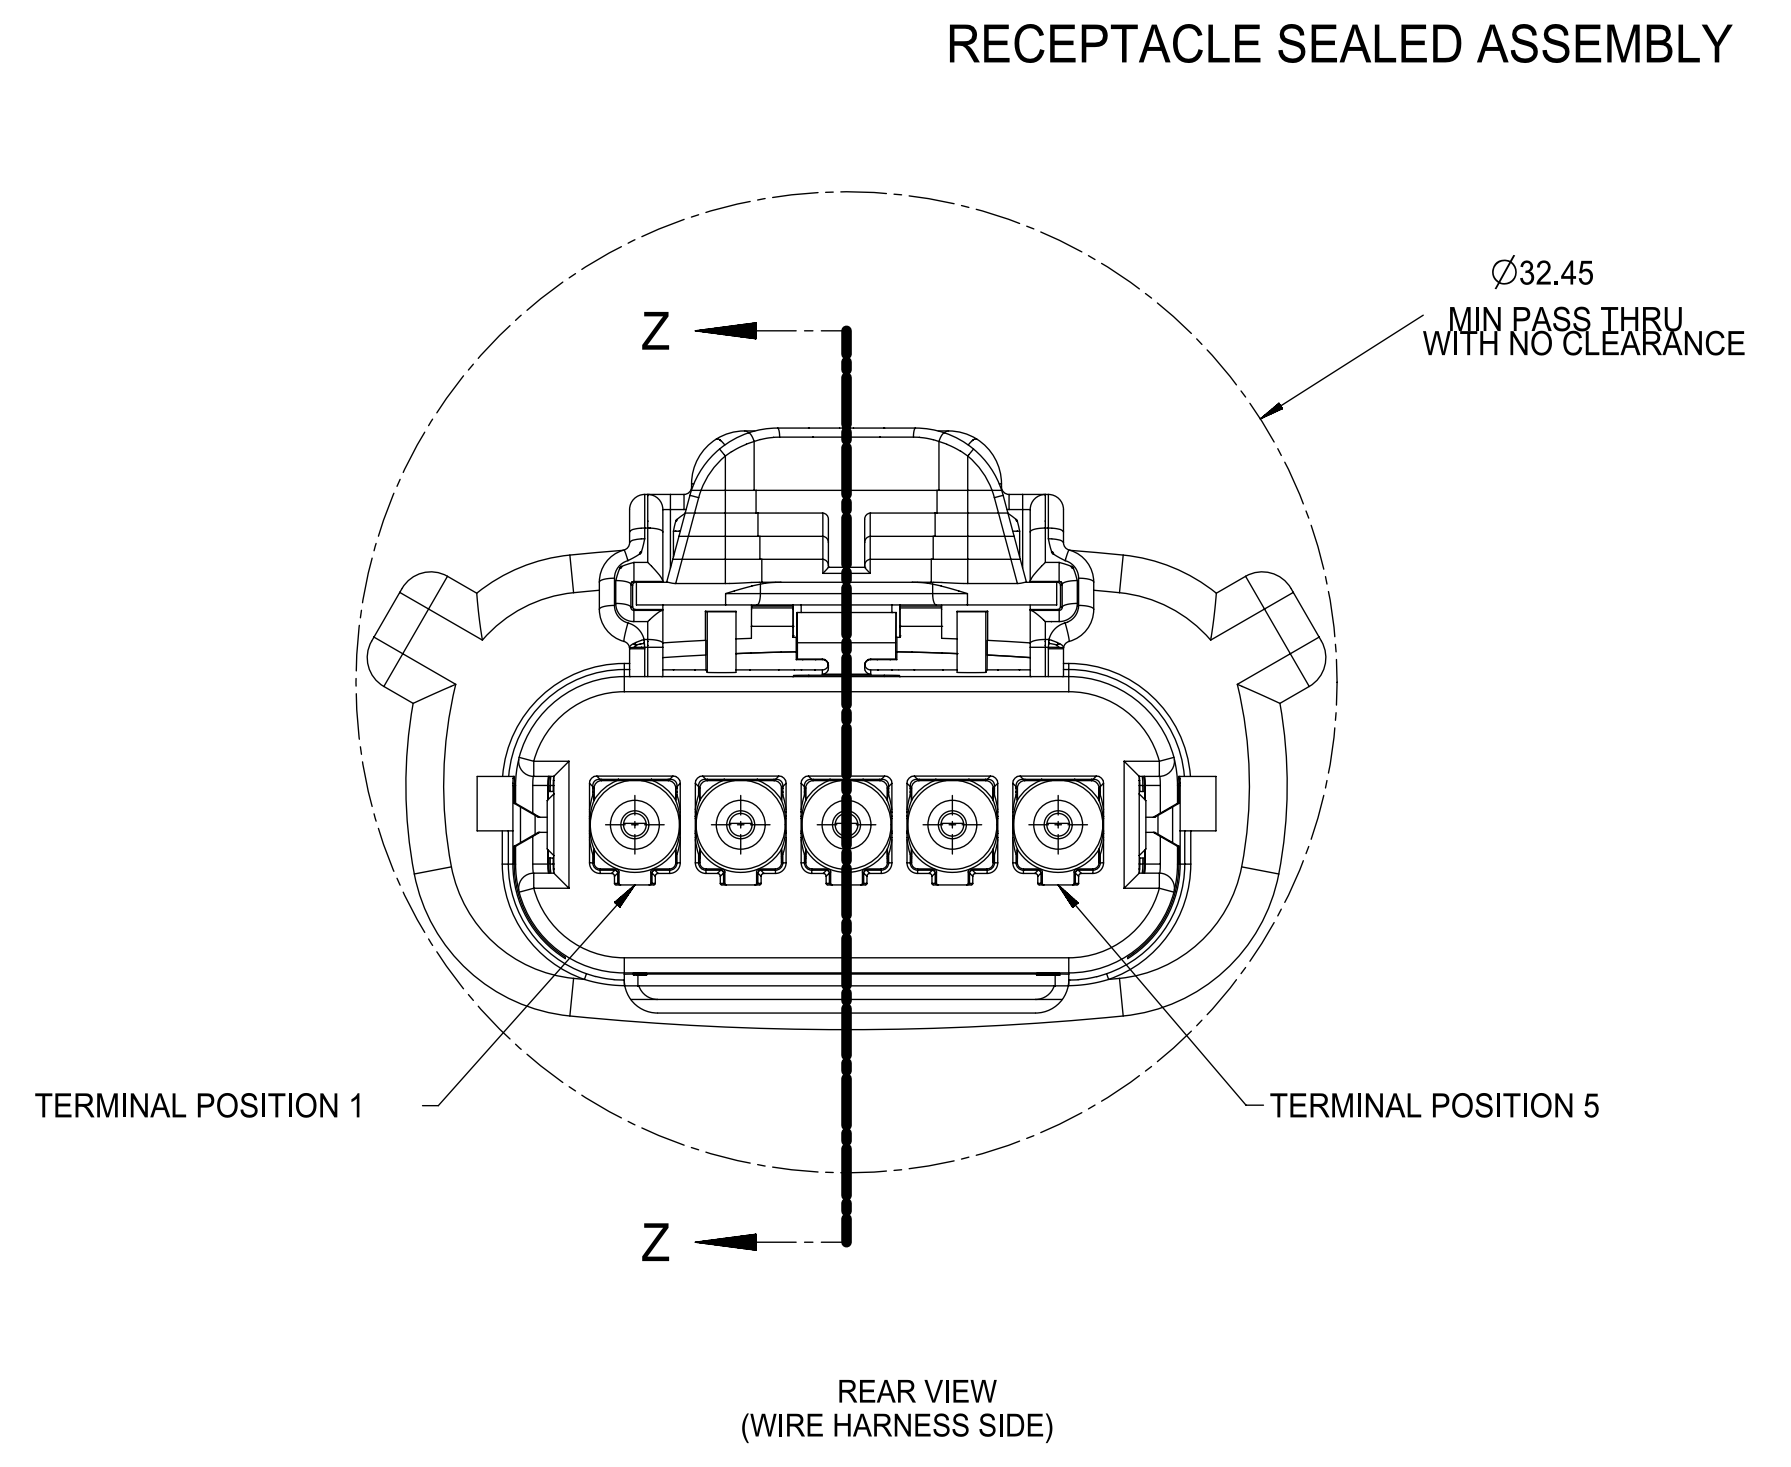 RECEPTACLE SEALED ASSEMBLY
⌀32.45
MIN PASS THRU
WITH NO CLEARANCE
Z
TERMINAL POSITION 1
TERMINAL POSITION 5
Z
REAR VIEW
(WIRE HARNESS SIDE)